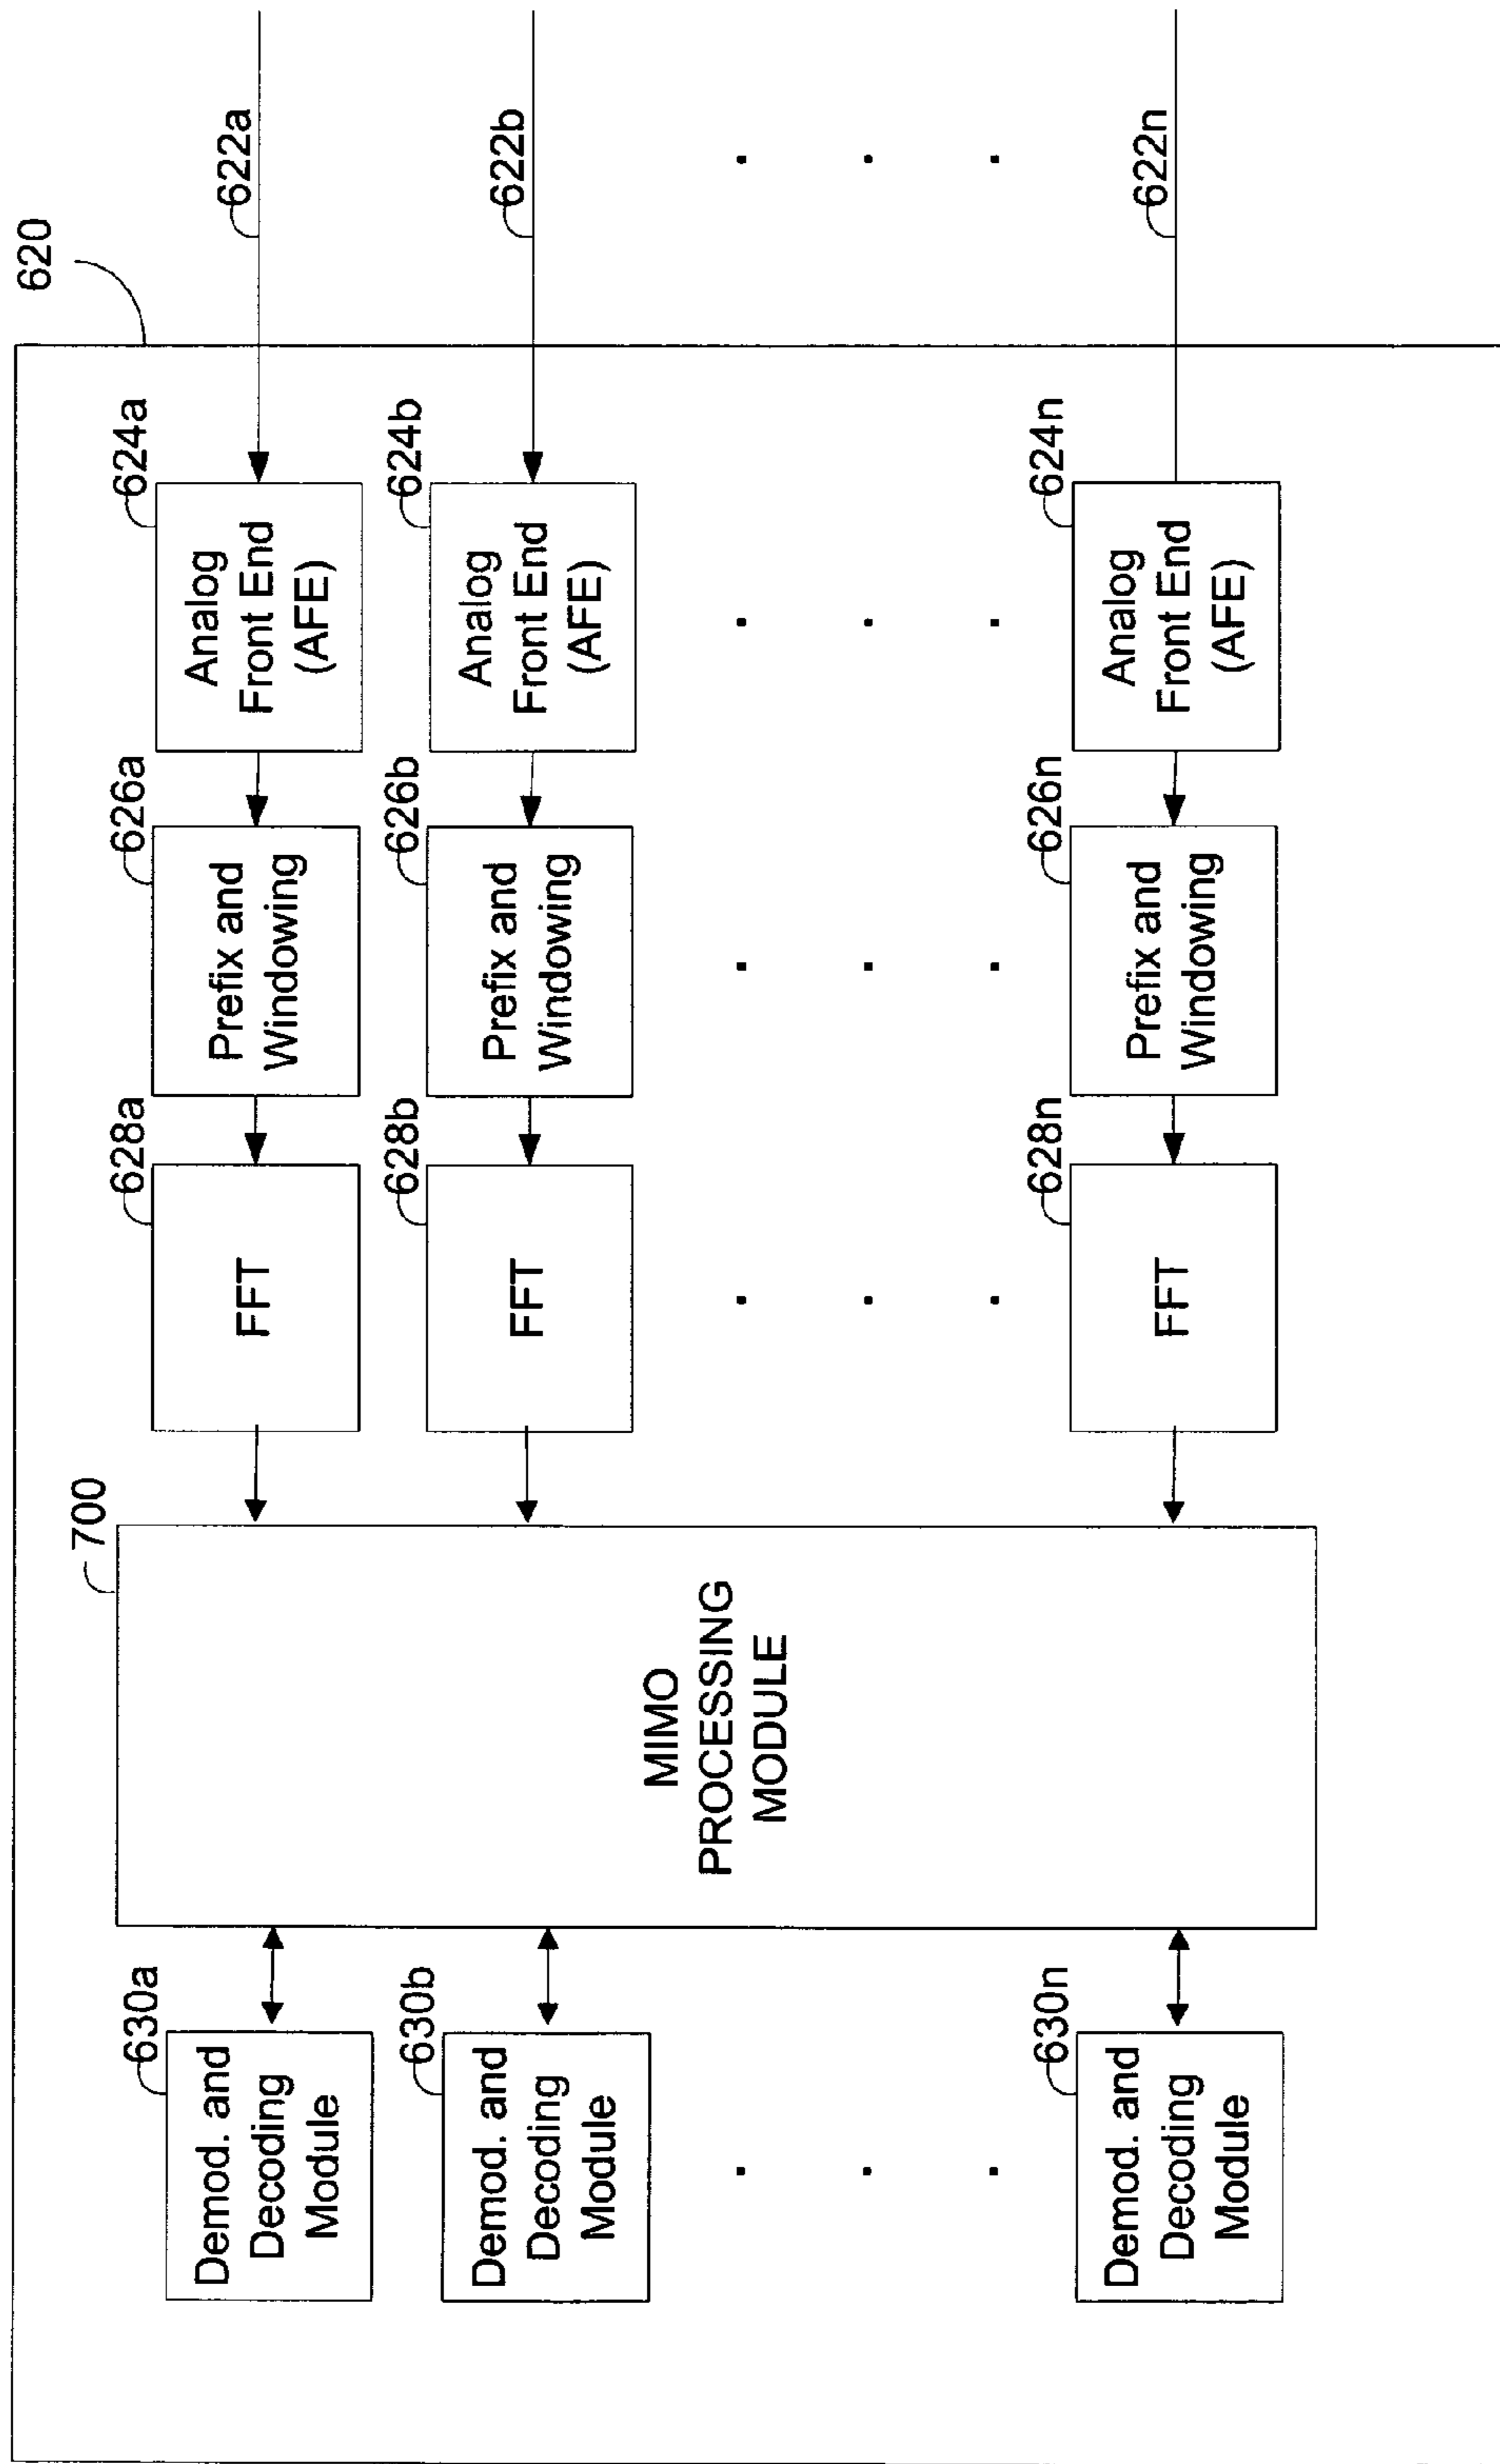 620
622a
622b
622n
624a
Analog
Front End
(AFE)
624b
Analog
Front End
(AFE)
624n
Analog
Front End
(AFE)
626a
Prefix and
Windowing
626b
Prefix and
Windowing
626n
Prefix and
Windowing
628a
FFT
628b
FFT
628n
FFT
700
MIMO
PROCESSING
MODULE
630a
Demod. and
Decoding
Module
630b
Demod. and
Decoding
Module
630n
Demod. and
Decoding
Module